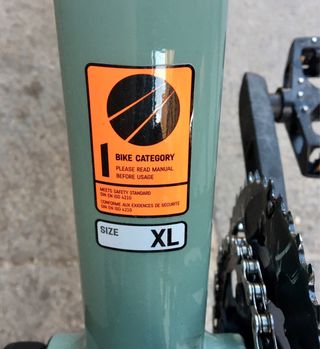 1
BIKE CATEGORY
PLEASE READ MANUAL
BEFORE USAGE
MEETS SAFETY STANDARD
DIN EN ISO 4210
CONFORME AUX EXIDENCES DE SECURITE
DIN EN ISO 4210
SIZE XL